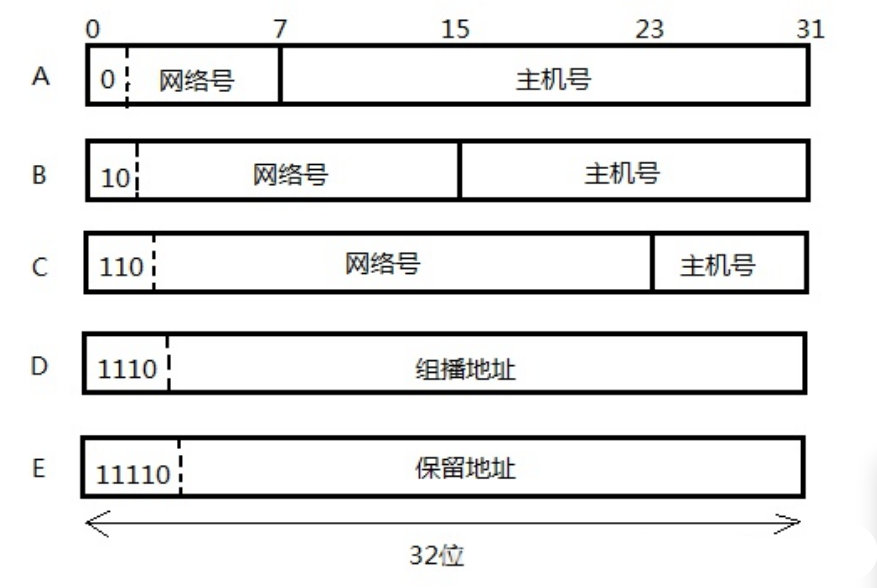 0 7 15 23 31
A 0 网络号 主机号
B 10 网络号 主机号
C 110 网络号 主机号
D 1110 组播地址
E 11110 保留地址
32位